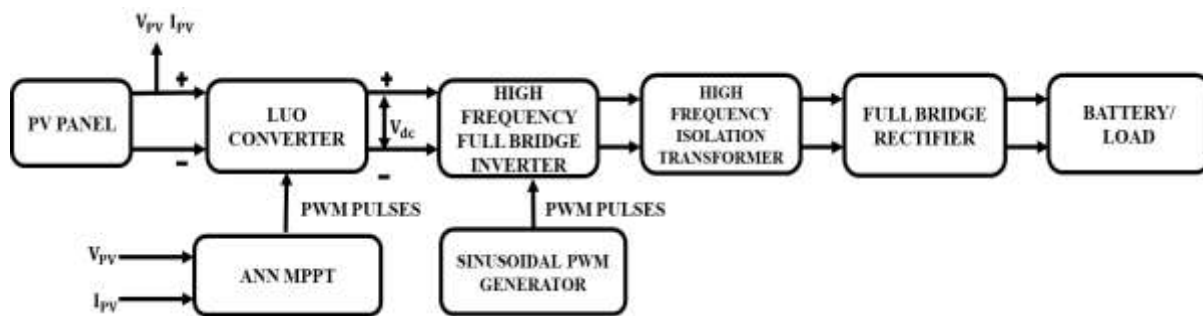 V_PV I_PV
+
+
PV PANEL
LUO
CONVERTER
V_dc
HIGH
FREQUENCY
FULL BRIDGE
INVERTER
HIGH
FREQUENCY
ISOLATION
TRANSFORMER
FULL BRIDGE
RECTIFIER
BATTERY/
LOAD
-
-
PWM PULSES
PWM PULSES
V_PV
I_PV
ANN MPPT
SINUSOIDAL PWM
GENERATOR